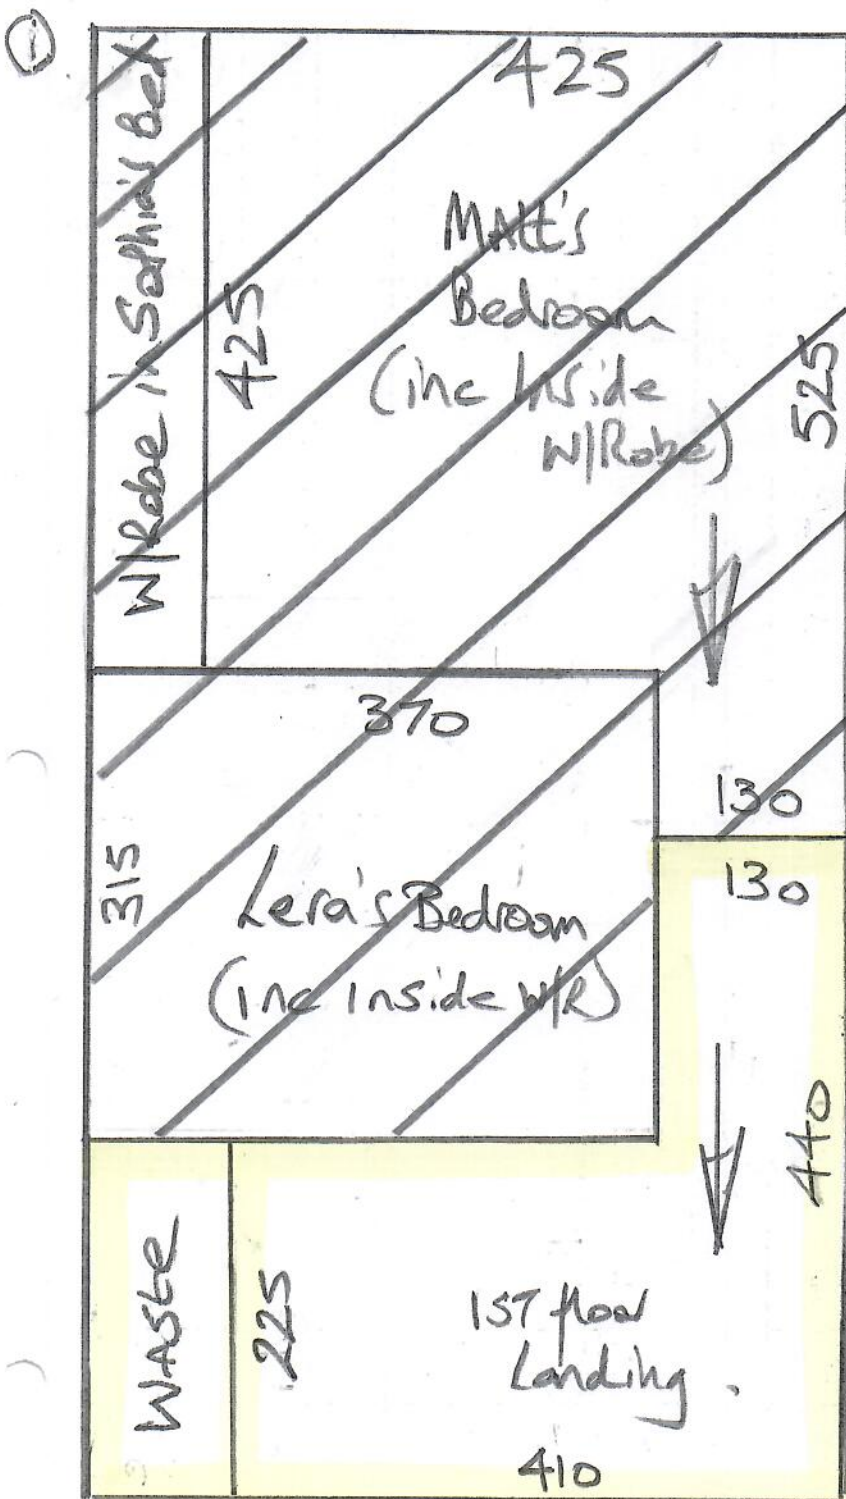 1
425
W/Robe in Sophia's Bed
425
Matt's
Bedroom
(inc Inside
W/Robe)
525
370
130
130
315
Lera's Bedroom
(inc inside W/R)
440
WASTE
225
1ST floor
Landing.
410